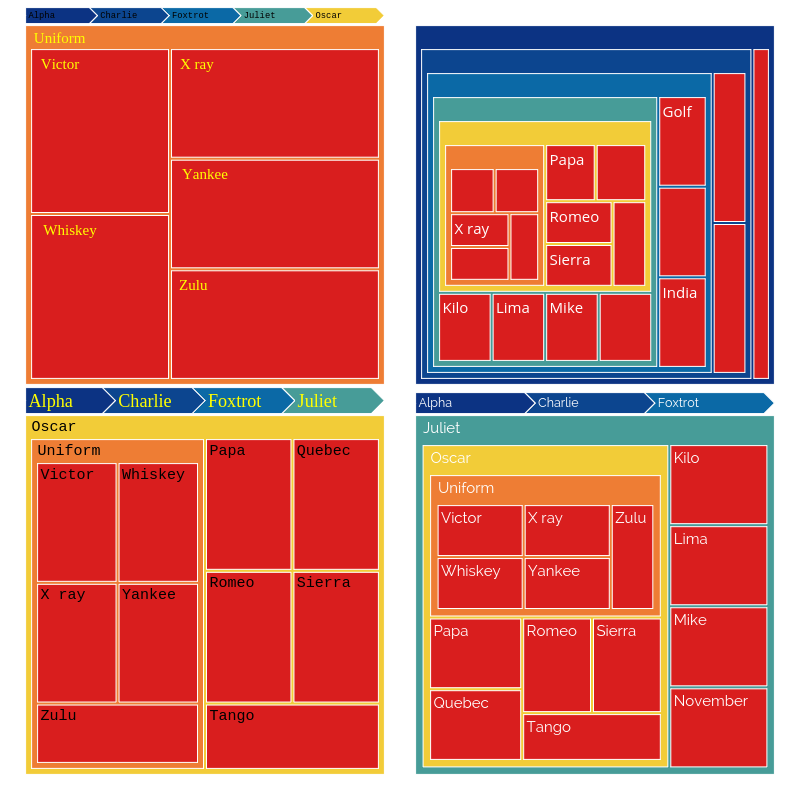 Alpha Charlie Foxtrot Juliet Oscar
Uniform
Victor
X ray
Yankee
Whiskey
Zulu
Golf
Papa
Romeo
X ray
Sierra
India
Kilo Lima Mike
Alpha Charlie Foxtrot Juliet
Oscar
Uniform
Papa
Quebec
Victor
Whiskey
Romeo
Sierra
X ray
Yankee
Zulu
Tango
Alpha Charlie Foxtrot
Juliet
Oscar
Kilo
Uniform
Victor
X ray
Zulu
Lima
Whiskey
Yankee
Mike
Papa
Romeo
Sierra
November
Quebec
Tango